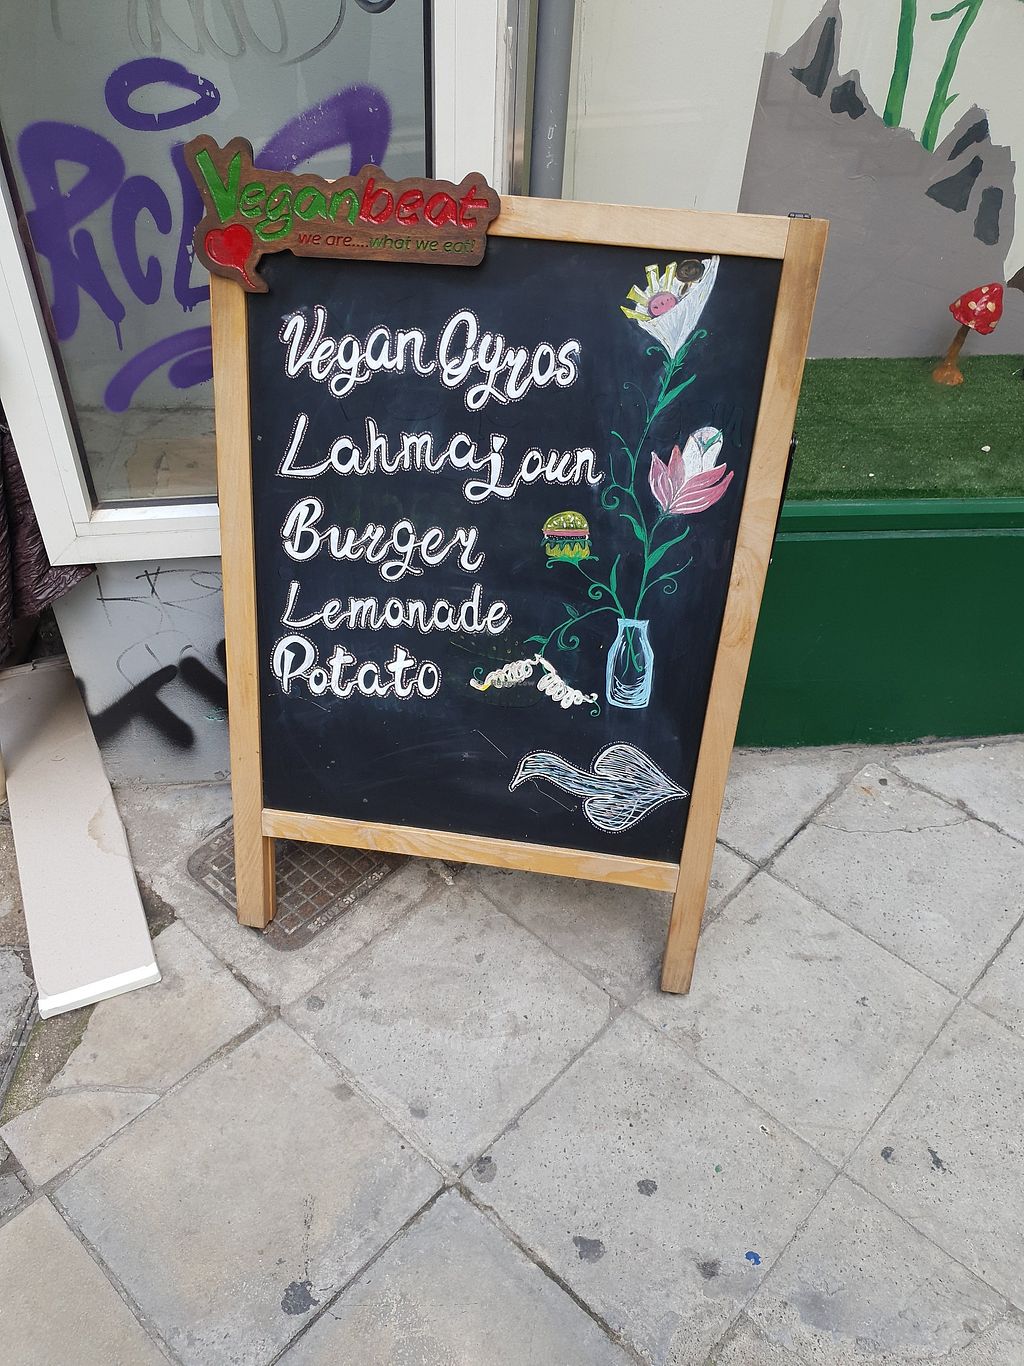 Veganbeat
we are....what we eat!
Vegan Gyros
Lahmajoun
Burger
Lemonade
Potato